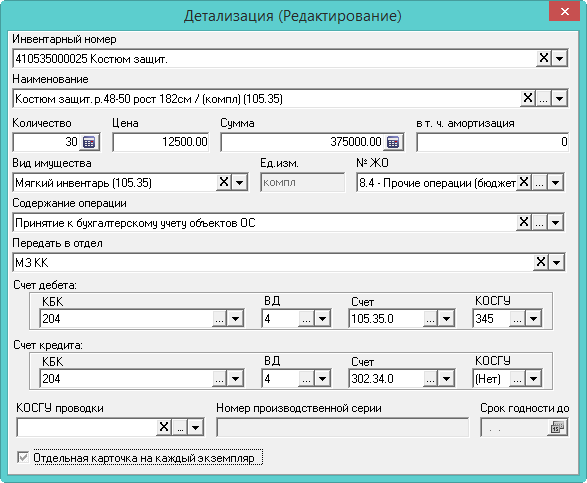 Детализация (Редактирование)
Инвентарный номер
410535000025 Костюм защит.
Наименование
Костюм защит. р.48-50 рост 182см / (компл) (105.35)
Количество Цена Сумма в т. ч. амортизация
30 12500.00 375000.00 0
Вид имущества Ед.изм. № ЖО
Мягкий инвентарь (105.35) компл 8.4 - Прочие операции (бюджет
Содержание операции
Принятие к бухгалтерскому учету объектов ОС
Передать в отдел
МЗ КК
Счет дебета:
КБК ВД Счет КОСГУ
204 4 105.35.0 345
Счет кредита:
КБК ВД Счет КОСГУ
204 4 302.34.0 (Нет)
КОСГУ проводки Номер производственной серии Срок годности до
Отдельная карточка на каждый экземпляр